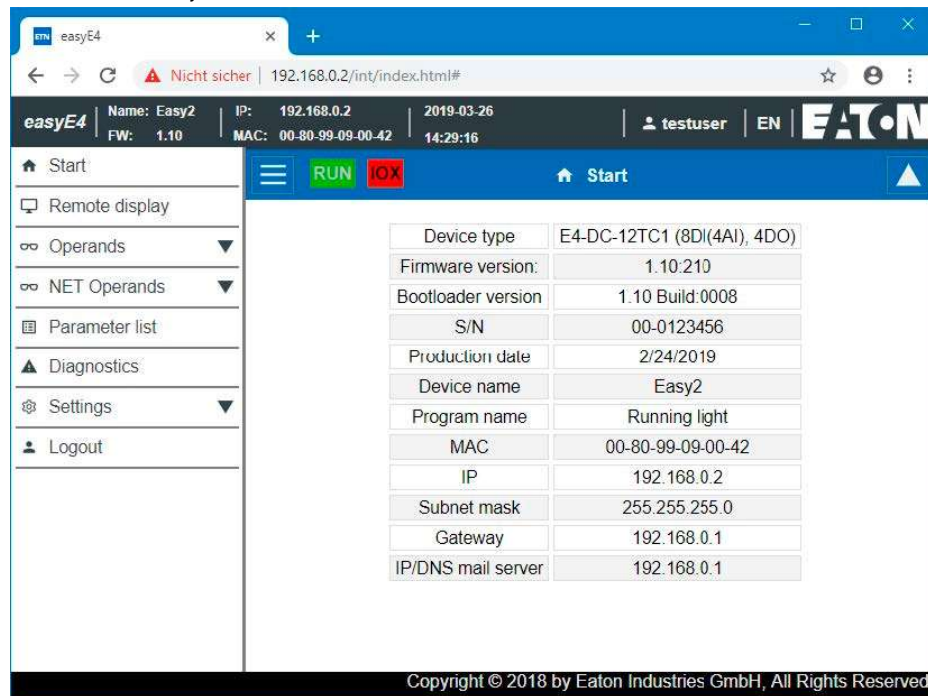 ETN easyE4
Nicht sicher | 192.168.0.2/int/index.html#
easyE4
Name: Easy2
FW: 1.10
IP: 192.168.0.2
MAC: 00-80-99-09-00-42
2019-03-26
14:29:16
testuser
EN
EATON
Start
Remote display
Operands
NET Operands
Parameter list
Diagnostics
Settings
Logout
RUN IOX Start
Device type E4-DC-12TC1 (8DI(4AI), 4DO)
Firmware version: 1.10:210
Bootloader version 1.10 Build:0008
S/N 00-0123456
Production date 2/24/2019
Device name Easy2
Program name Running light
MAC 00-80-99-09-00-42
IP 192.168.0.2
Subnet mask 255.255.255.0
Gateway 192.168.0.1
IP/DNS mail server 192.168.0.1
Copyright © 2018 by Eaton Industries GmbH, All Rights Reserved